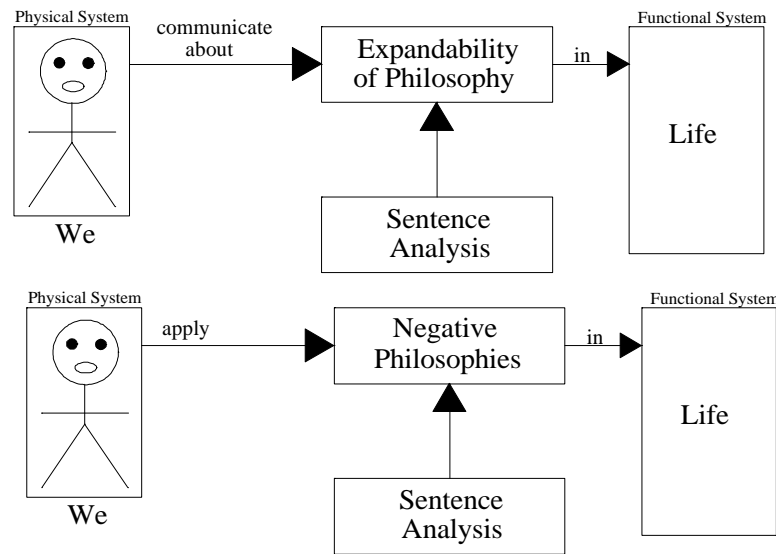 Physical System
communicate
about
Expandability
of Philosophy
in
Functional System
Life
We
Sentence
Analysis
Physical System
apply
Negative
Philosophies
in
Functional System
Life
We
Sentence
Analysis